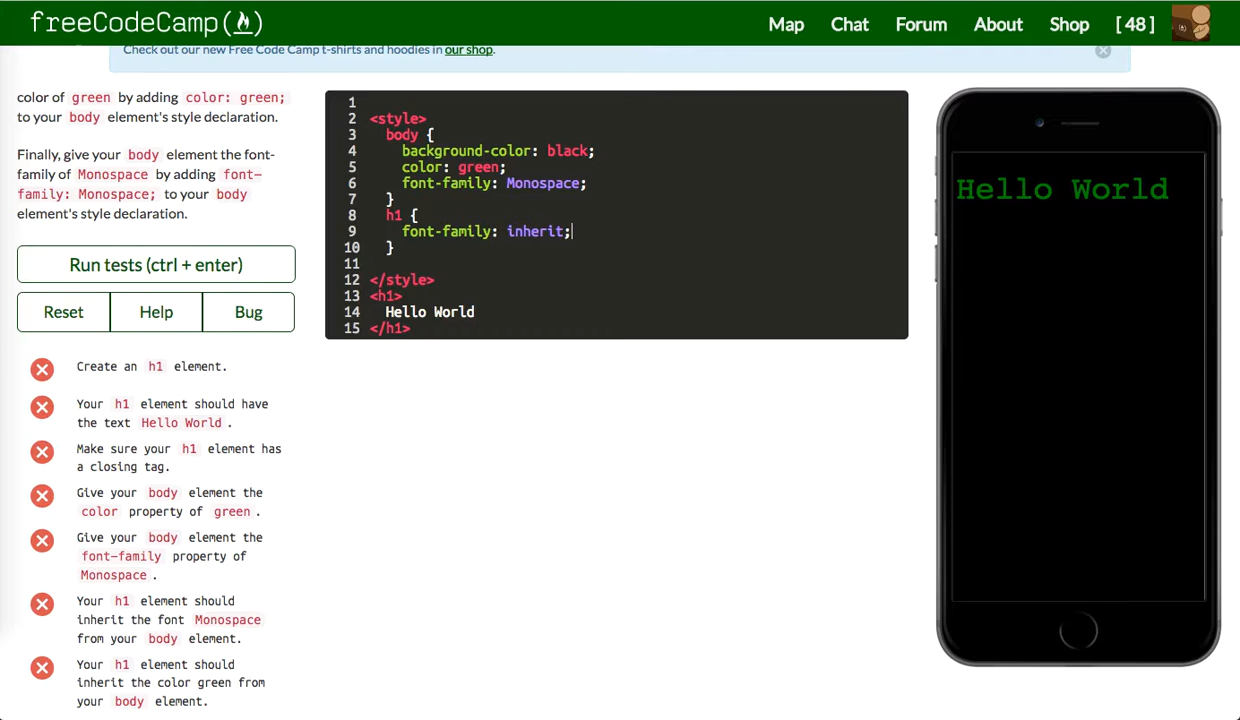 freeCodeCamp
Map
Chat
Forum
About
Shop
[ 48 ]
Check out our new Free Code Camp t-shirts and hoodies in our shop.
color of green by adding color: green;
to your body element's style declaration.
Finally, give your body element the font-
family of Monospace by adding font-
family: Monospace; to your body
element's style declaration.
Run tests (ctrl + enter)
Reset
Help
Bug
Create an h1 element.
Your h1 element should have
the text Hello World .
Make sure your h1 element has
a closing tag.
Give your body element the
color property of green .
Give your body element the
font-family property of
Monospace .
Your h1 element should
inherit the font Monospace
from your body element.
Your h1 element should
inherit the color green from
your body element.
1
2 <style>
3 body {
4 background-color: black;
5 color: green;
6 font-family: Monospace;
7 }
8 h1 {
9 font-family: inherit;
10 }
11
12 </style>
13 <h1>
14 Hello World
15 </h1>
Hello World